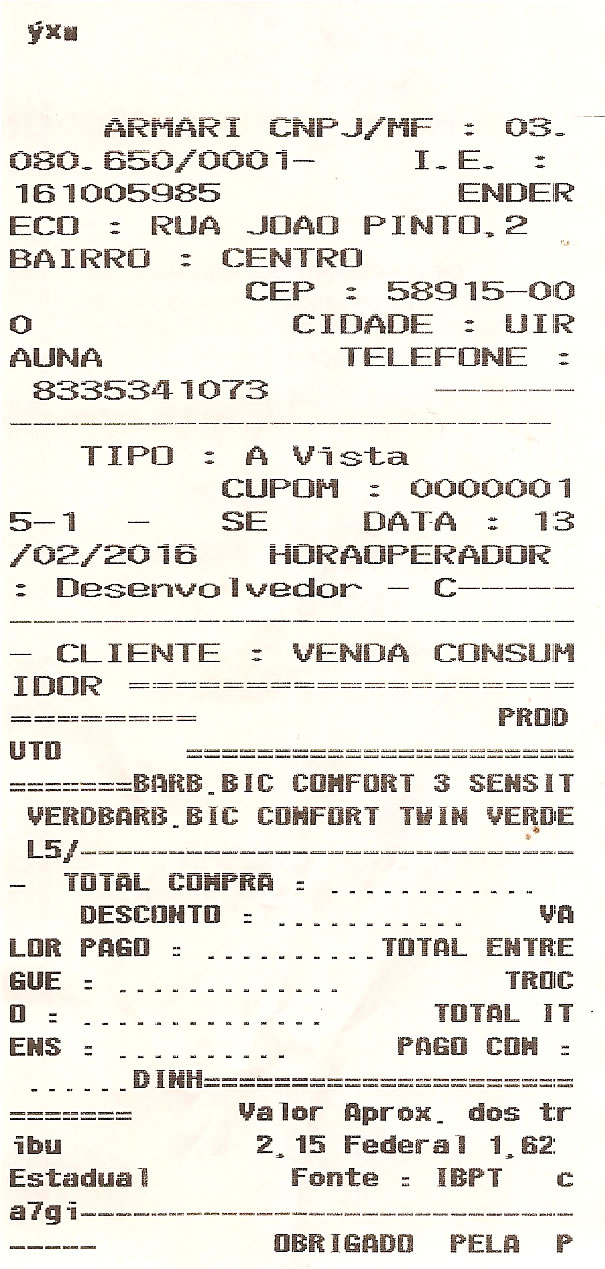 ýx■
ARMARI CNPJ/MF : 03.
080.650/0001- I.E. :
161005985 ENDER
ECO : RUA JOAO PINTO,2
BAIRRO : CENTRO
CEP : 58915-00
0 CIDADE : UIR
AUNA TELEFONE :
8335341073 ------
-----------------------
TIPO : A Vista
CUPOM : 0000001
5-1 - SE DATA : 13
/02/2016 HORAOPERADOR
: Desenvolvedor - C-----
------------------------
- CLIENTE : VENDA CONSUM
IDOR ===================
======== PROD
UTO ================
=====BARB.BIC COMFORT 3 SENSIT
VERDBARB.BIC COMFORT TWIN VERDE
L5/---------------------------
- TOTAL COMPRA : ............
DESCONTO : ........... VA
LOR PAGO : ..........TOTAL ENTRE
GUE : ............. TROC
O : .............. TOTAL IT
ENS : .......... PAGO COM :
......DINH====================
======= Valor Aprox. dos tr
ibu 2,15 Federal 1,62
Estadual Fonte : IBPT c
a7gi--------------------------
----- OBRIGADO PELA P